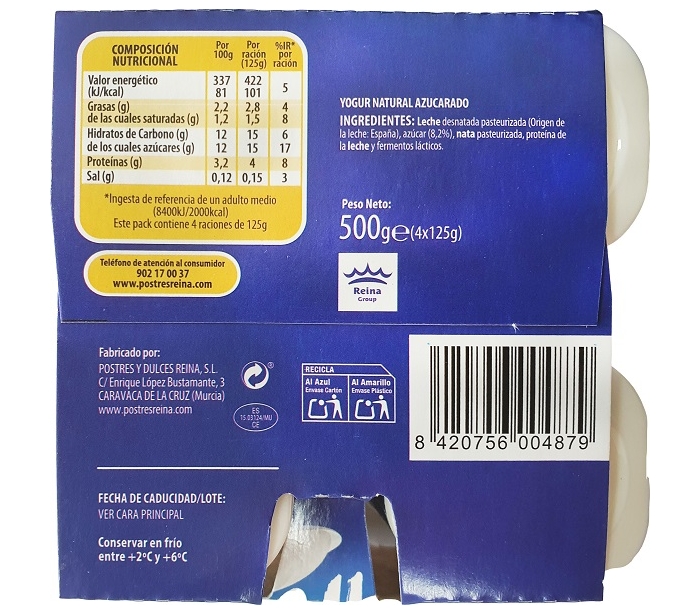 COMPOSICIÓN NUTRICIONAL Por 100g Por ración (125g) %IR* por ración
Valor energético (kJ/kcal) 337 81 422 101 5
Grasas (g) 2,2 2,8 4
de las cuales saturadas (g) 1,2 1,5 8
Hidratos de Carbono (g) 12 15 6
de los cuales azúcares (g) 12 15 17
Proteínas (g) 3,2 4 8
Sal (g) 0,12 0,15 3
*Ingesta de referencia de un adulto medio
(8400kJ/2000kcal)
Este pack contiene 4 raciones de 125g
Teléfono de atención al consumidor
902 17 00 37
www.postresreina.com
YOGUR NATURAL AZUCARADO
INGREDIENTES: Leche desnatada pasteurizada (Origen de
la leche: España), azúcar (8,2%), nata pasteurizada, proteína de
la leche y fermentos lácticos.
Peso Neto:
500g℮(4x125g)
Reina
Group
Fabricado por:
POSTRES Y DULCES REINA, S.L.
C/ Enrique López Bustamante, 3
CARAVACA DE LA CRUZ (Murcia)
www.postresreina.com
ES
15.03124/MU
CE
RECICLA
Al Azul
Envase Cartón
Al Amarillo
Envase Plástico
8 420756 004879
FECHA DE CADUCIDAD/LOTE:
VER CARA PRINCIPAL
Conservar en frío
entre +2ºC y +6ºC